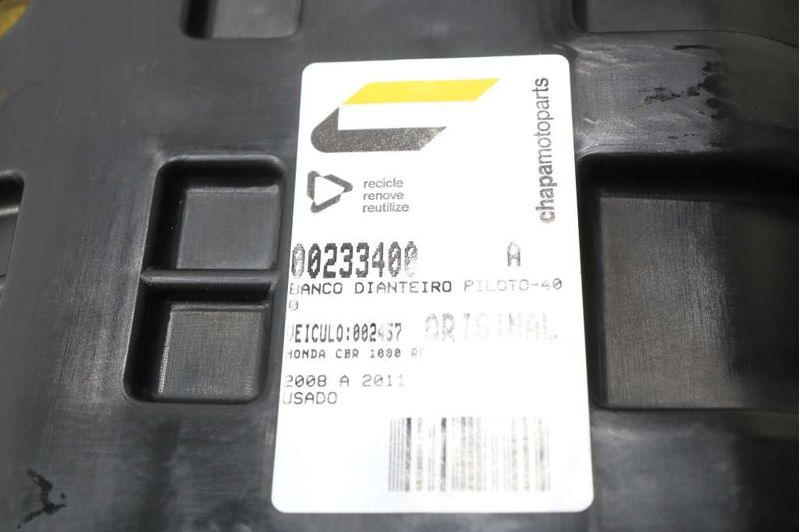 chapamotoparts
recicle
renove
reutilize
00233400 A
BANCO DIANTEIRO PILOTO-40
0
VEICULO:002457 ORIGINAL
HONDA CBR 1000 RR
2008 A 2011
USADO